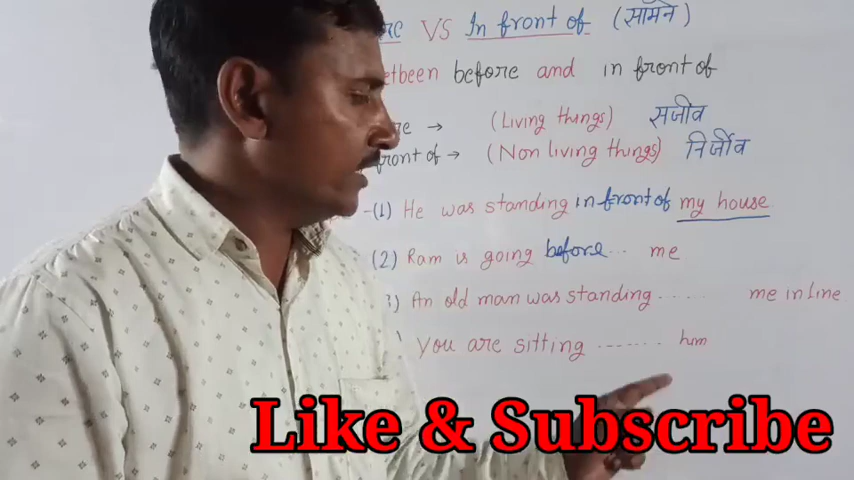 VS In front of (सामने)
before and in front of
→ (Living things) सजीव
front of → (Non living things) निर्जीव
(1) He was standing in front of my house
(2) Ram is going before ... me
An old man was standing ..... me in line
you are sitting ....... him
Like & Subscribe